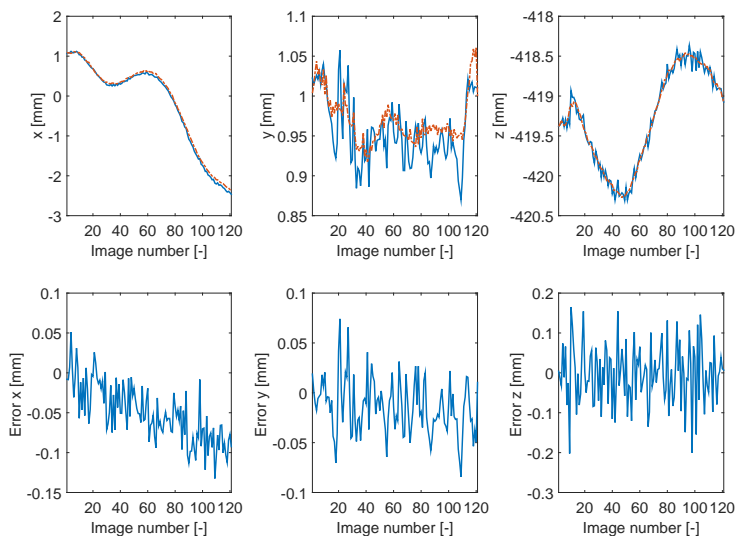 2
1
0
-1
-2
-3
x [mm]
20 40 60 80 100 120
Image number [-]
1.1
1.05
1
0.95
0.9
0.85
y [mm]
20 40 60 80 100 120
Image number [-]
-418
-418.5
-419
-419.5
-420
-420.5
z [mm]
20 40 60 80 100 120
Image number [-]
0.1
0.05
0
-0.05
-0.1
-0.15
Error x [mm]
20 40 60 80 100 120
Image number [-]
0.1
0.05
0
-0.05
-0.1
Error y [mm]
20 40 60 80 100 120
Image number [-]
0.2
0.1
0
-0.1
-0.2
-0.3
Error z [mm]
20 40 60 80 100 120
Image number [-]